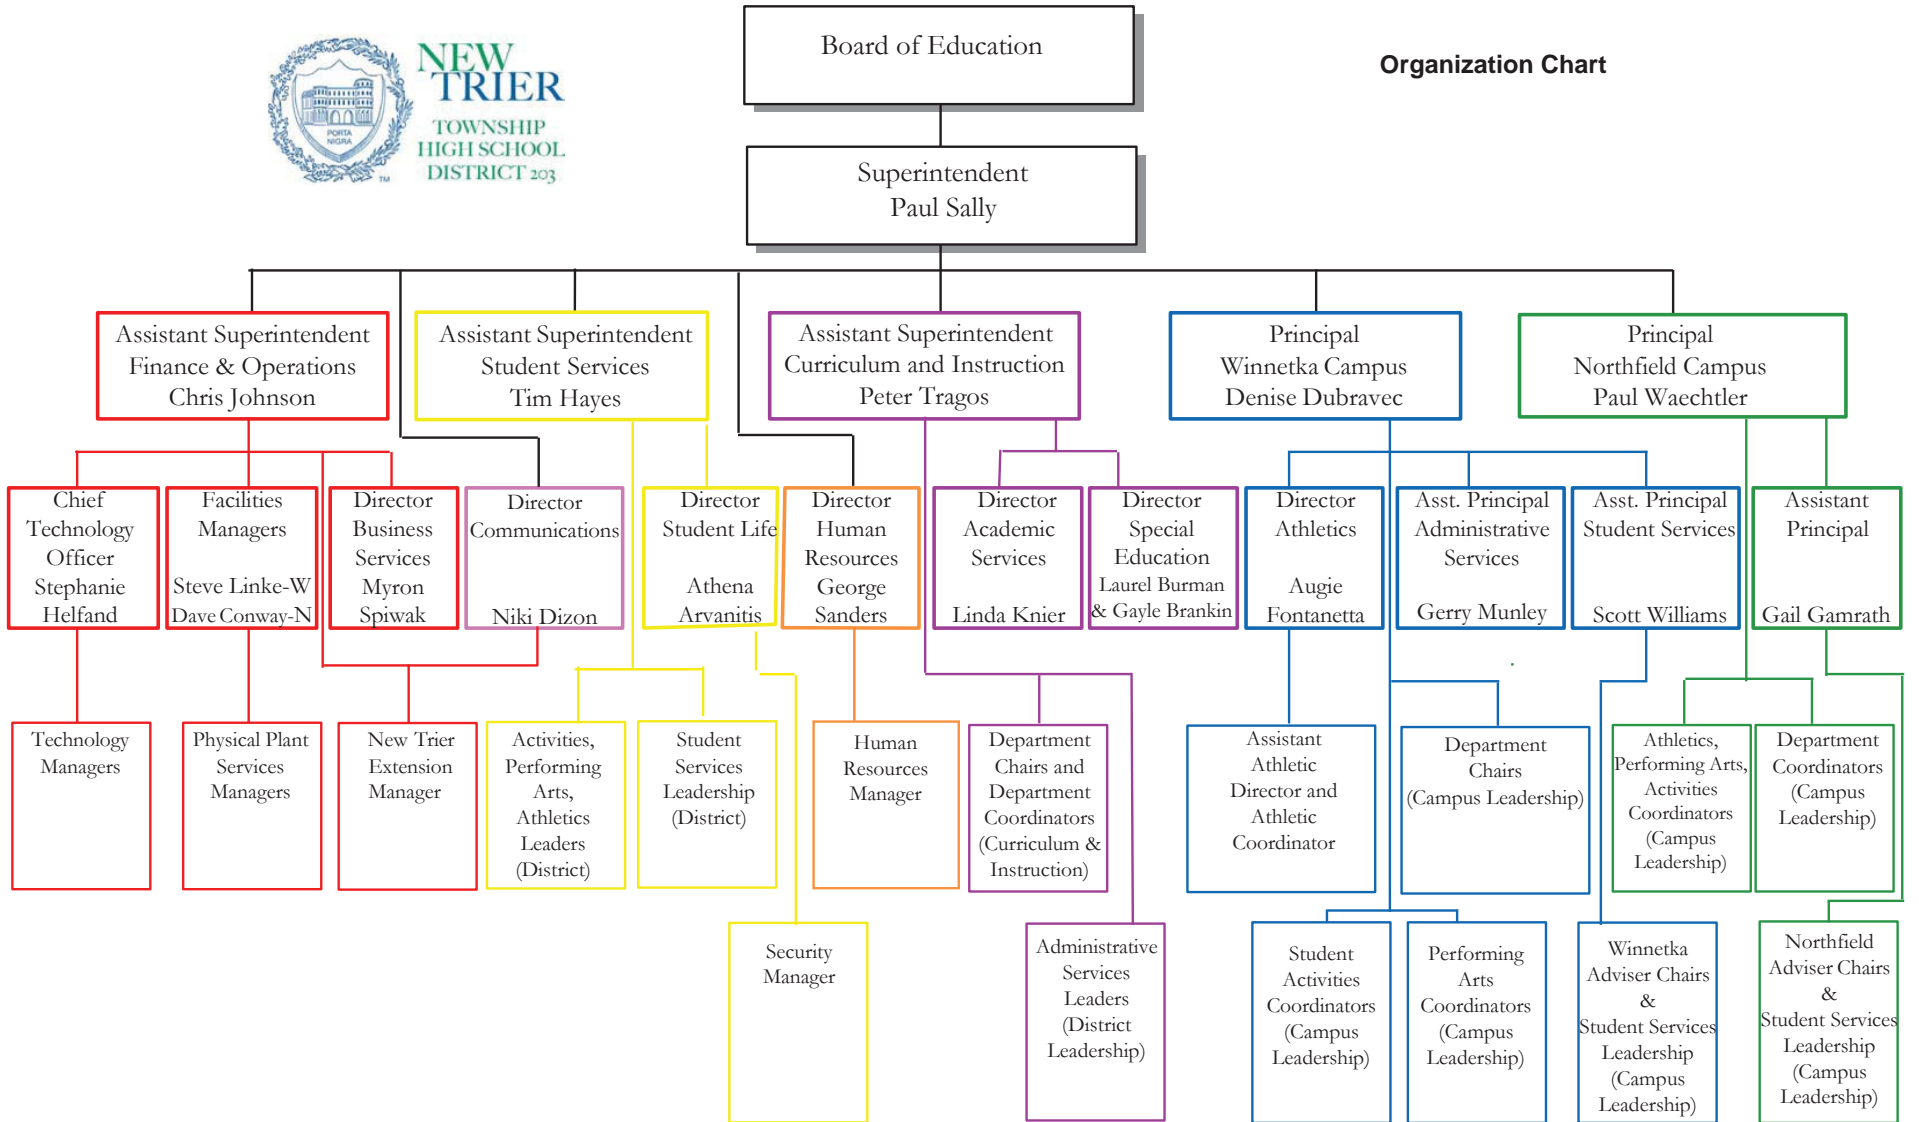 NEW
TRIER
TOWNSHIP
HIGH SCHOOL
DISTRICT 203
PORTA
NIGRA
TM
Organization Chart
Board of Education
Superintendent
Paul Sally
Assistant Superintendent
Finance & Operations
Chris Johnson
Assistant Superintendent
Student Services
Tim Hayes
Assistant Superintendent
Curriculum and Instruction
Peter Tragos
Principal
Winnetka Campus
Denise Dubravec
Principal
Northfield Campus
Paul Waechtler
Chief
Technology
Officer
Stephanie
Helfand
Facilities
Managers
Steve Linke-W
Dave Conway-N
Director
Business
Services
Myron
Spiwak
Director
Communications
Niki Dizon
Director
Student Life
Athena
Arvanitis
Director
Human
Resources
George
Sanders
Director
Academic
Services
Linda Knier
Director
Special
Education
Laurel Burman
& Gayle Brankin
Director
Athletics
Augie
Fontanetta
Asst. Principal
Administrative
Services
Gerry Munley
Asst. Principal
Student Services
Scott Williams
Assistant
Principal
Gail Gamrath
Technology
Managers
Physical Plant
Services
Managers
New Trier
Extension
Manager
Activities,
Performing
Arts,
Athletics
Leaders
(District)
Student
Services
Leadership
(District)
Human
Resources
Manager
Department
Chairs and
Department
Coordinators
(Curriculum &
Instruction)
Assistant
Athletic
Director and
Athletic
Coordinator
Department
Chairs
(Campus Leadership)
Athletics,
Performing Arts,
Activities
Coordinators
(Campus
Leadership)
Department
Coordinators
(Campus
Leadership)
Security
Manager
Administrative
Services
Leaders
(District
Leadership)
Student
Activities
Coordinators
(Campus
Leadership)
Performing
Arts
Coordinators
(Campus
Leadership)
Winnetka
Adviser Chairs
&
Student Services
Leadership
(Campus
Leadership)
Northfield
Adviser Chairs
&
Student Services
Leadership
(Campus
Leadership)